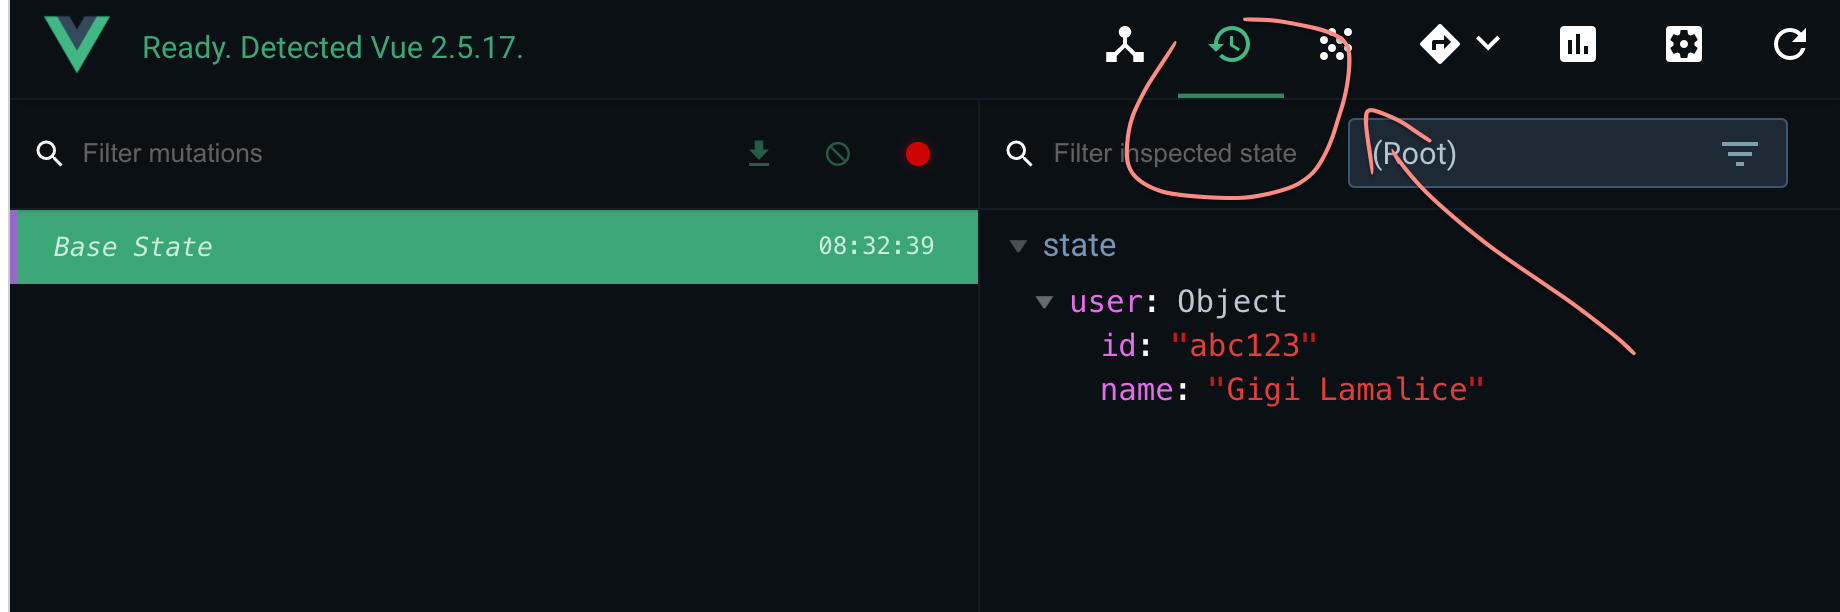 Ready. Detected Vue 2.5.17.
Filter mutations
Filter inspected state
(Root)
Base State 08:32:39
state
user: Object
id: "abc123"
name: "Gigi Lamalice"